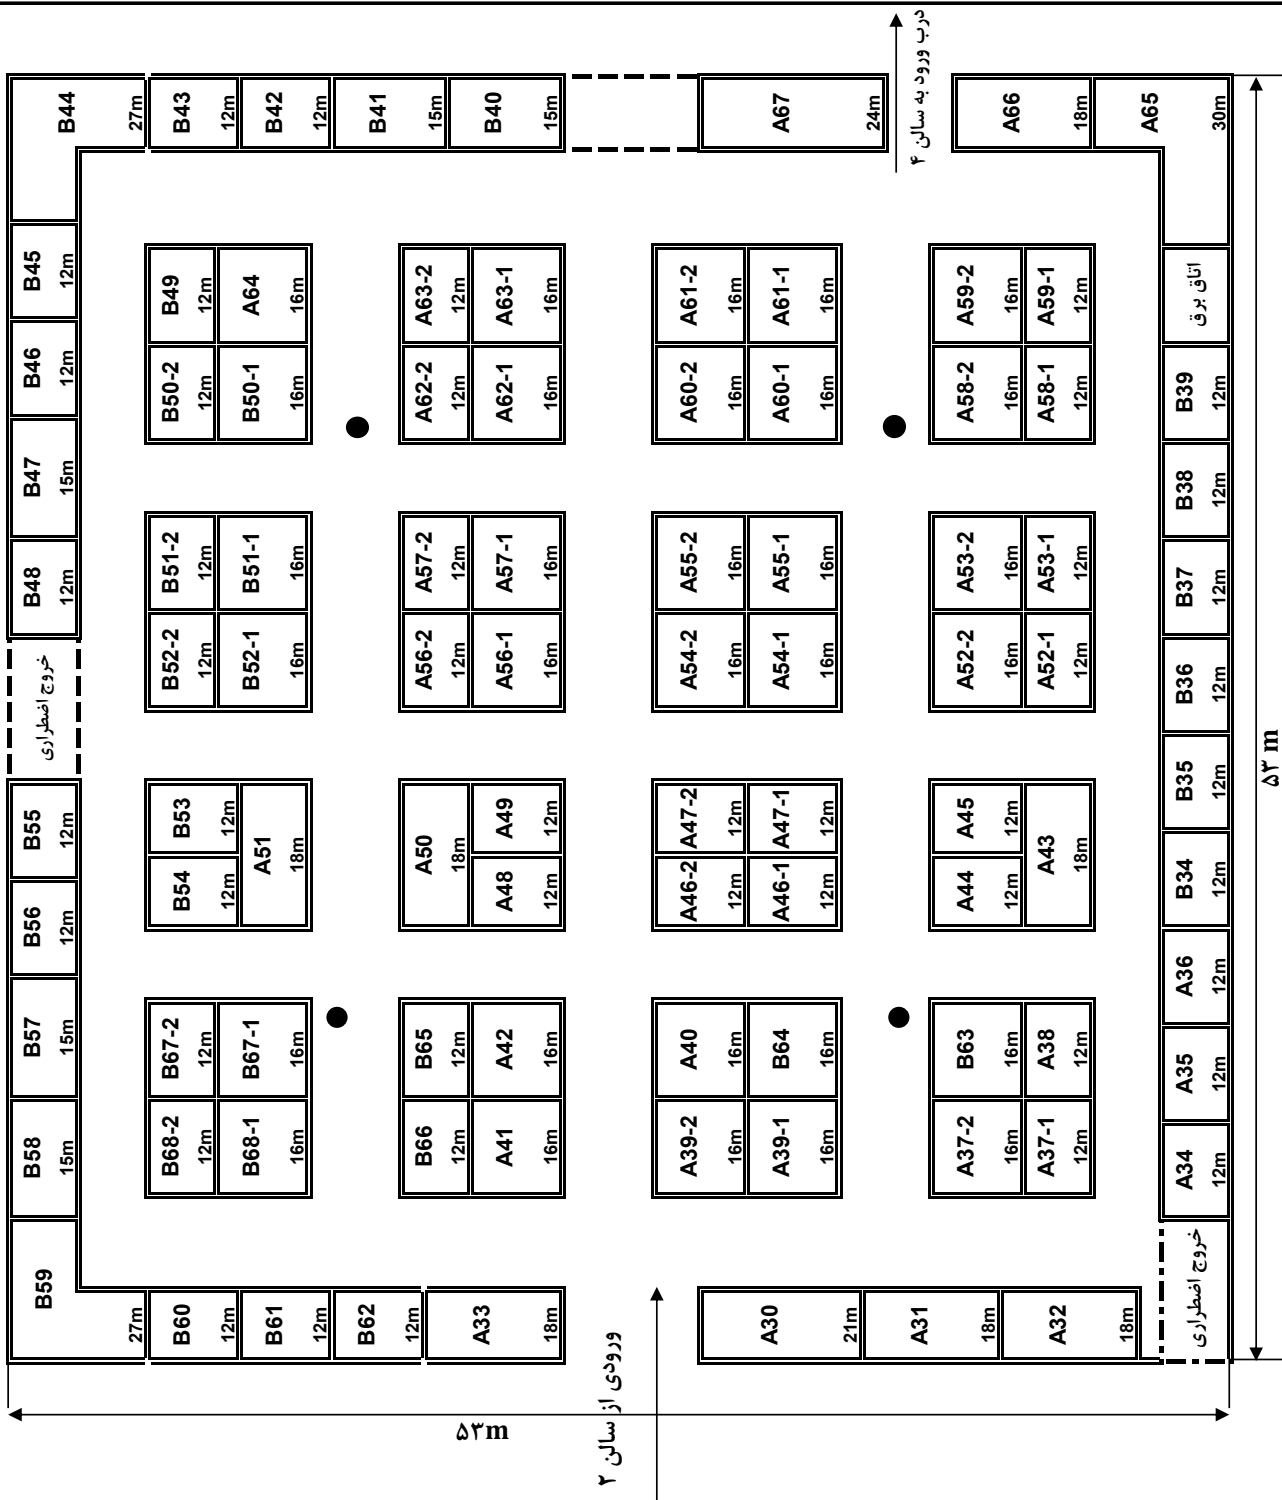 درب ورود به سالن ۴
B44
27m
B43
12m
B42
12m
B41
15m
B40
15m
A67
24m
A66
18m
A65
30m
B45
12m
B46
12m
B47
15m
B48
12m
خروج اضطراری
B55
12m
B56
12m
B57
15m
B58
15m
B59
27m
B49
12m
A64
16m
B50-2
12m
B50-1
16m
A63-2
12m
A63-1
16m
A62-2
12m
A62-1
16m
A61-2
16m
A61-1
16m
A60-2
16m
A60-1
16m
A59-2
16m
A59-1
12m
A58-2
16m
A58-1
12m
B51-2
12m
B51-1
16m
B52-2
12m
B52-1
16m
A57-2
12m
A57-1
16m
A56-2
12m
A56-1
16m
A55-2
16m
A55-1
16m
A54-2
16m
A54-1
16m
A53-2
16m
A53-1
12m
A52-2
16m
A52-1
12m
B53
12m
B54
12m
A51
18m
A50
18m
A49
12m
A48
12m
A47-2
12m
A47-1
12m
A46-2
12m
A46-1
12m
A45
12m
A44
12m
A43
18m
B67-2
12m
B67-1
16m
B68-2
12m
B68-1
16m
B65
12m
A42
16m
B66
12m
A41
16m
A40
16m
B64
16m
A39-2
16m
A39-1
16m
B63
16m
A38
12m
A37-2
16m
A37-1
12m
اتاق برق
B39
12m
B38
12m
B37
12m
B36
12m
B35
12m
B34
12m
A36
12m
A35
12m
A34
12m
خروج اضطراری
B60
12m
B61
12m
B62
12m
A33
18m
A30
21m
A31
18m
A32
18m
ورودی از سالن ۲
۵۳m
۵۳ m